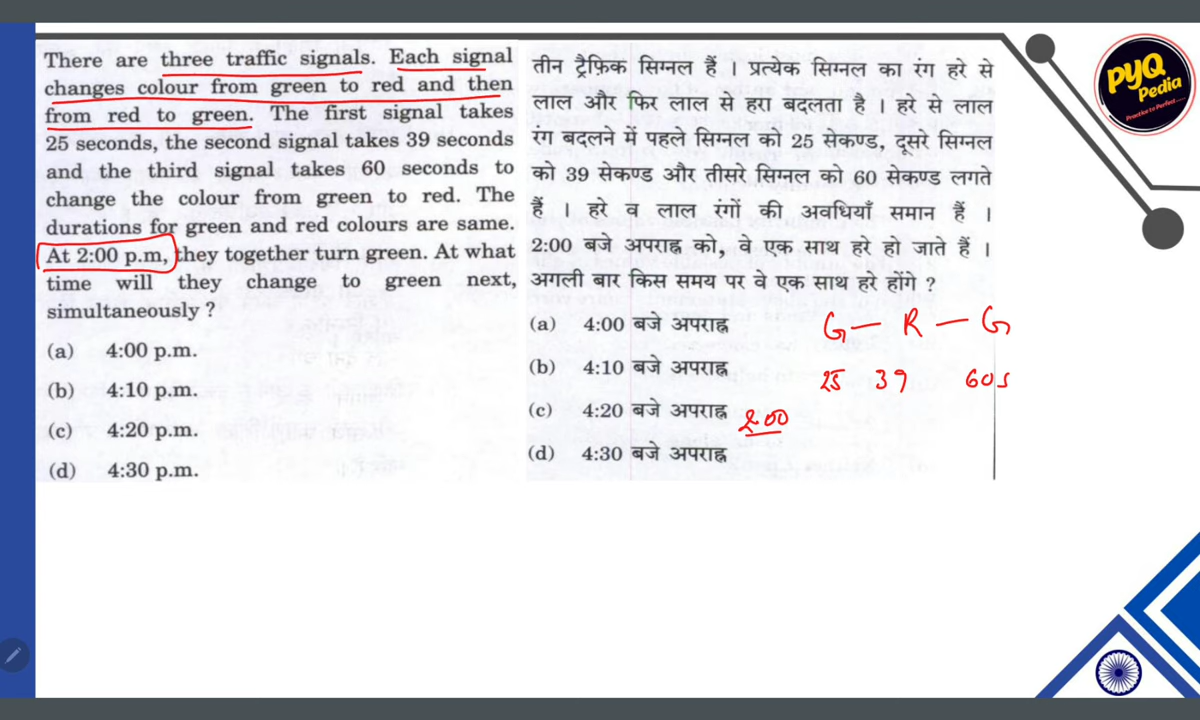 There are three traffic signals. Each signal
changes colour from green to red and then
from red to green. The first signal takes
25 seconds, the second signal takes 39 seconds
and the third signal takes 60 seconds to
change the colour from green to red. The
durations for green and red colours are same.
At 2:00 p.m, they together turn green. At what
time will they change to green next,
simultaneously ?
(a) 4:00 p.m.
(b) 4:10 p.m.
(c) 4:20 p.m.
(d) 4:30 p.m.
तीन ट्रैफ़िक सिग्नल हैं । प्रत्येक सिग्नल का रंग हरे से
लाल और फिर लाल से हरा बदलता है । हरे से लाल
रंग बदलने में पहले सिग्नल को 25 सेकण्ड, दूसरे सिग्नल
को 39 सेकण्ड और तीसरे सिग्नल को 60 सेकण्ड लगते
हैं । हरे व लाल रंगों की अवधियाँ समान हैं ।
2:00 बजे अपराह्न को, वे एक साथ हरे हो जाते हैं ।
अगली बार किस समय पर वे एक साथ हरे होंगे ?
(a) 4:00 बजे अपराह्न
(b) 4:10 बजे अपराह्न
(c) 4:20 बजे अपराह्न
(d) 4:30 बजे अपराह्न
G — R — G
25 39 60s
2:00
PYQ
Pedia
Practice to Perfect